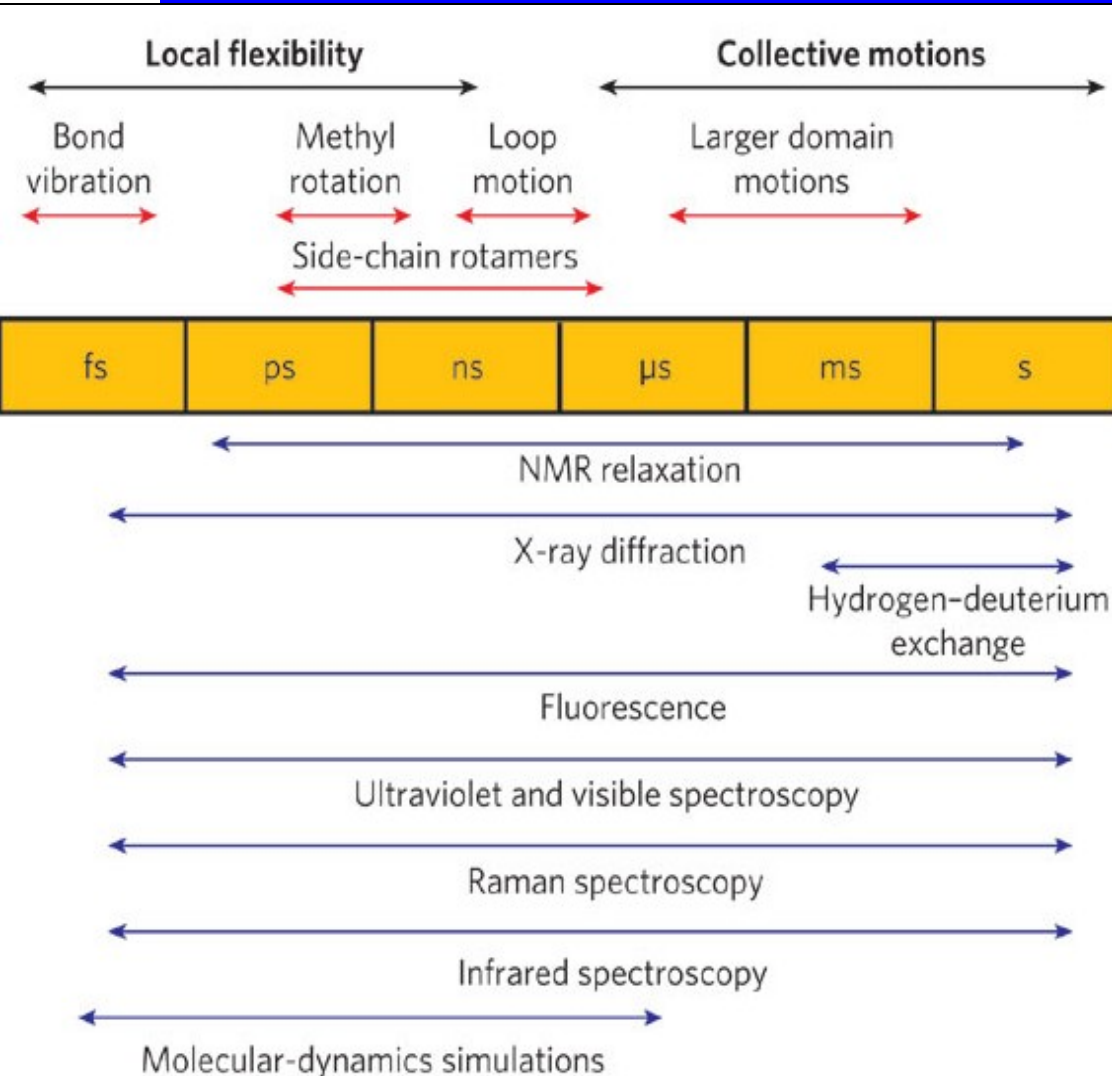 Local flexibility
Collective motions
Bond
vibration
Methyl
rotation
Loop
motion
Larger domain
motions
Side-chain rotamers
fs
ps
ns
μs
ms
s
NMR relaxation
X-ray diffraction
Hydrogen–deuterium
exchange
Fluorescence
Ultraviolet and visible spectroscopy
Raman spectroscopy
Infrared spectroscopy
Molecular-dynamics simulations